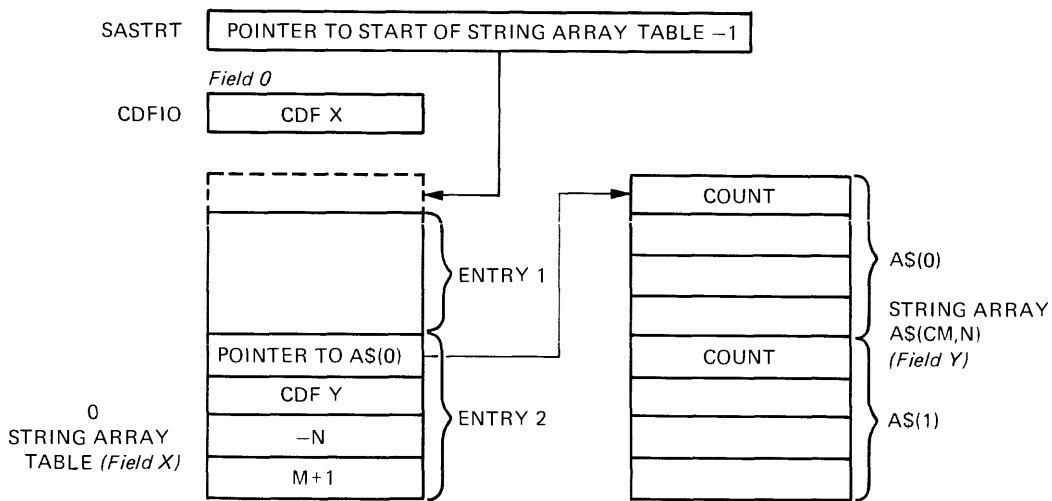 SASTRT
POINTER TO START OF STRING ARRAY TABLE −1
Field 0
CDFIO
CDF X
COUNT
ENTRY 1
A$(0)
STRING ARRAY
A$(CM,N)
(Field Y)
POINTER TO A$(0)
COUNT
CDF Y
ENTRY 2
A$(1)
0
STRING ARRAY
TABLE (Field X)
−N
M+1